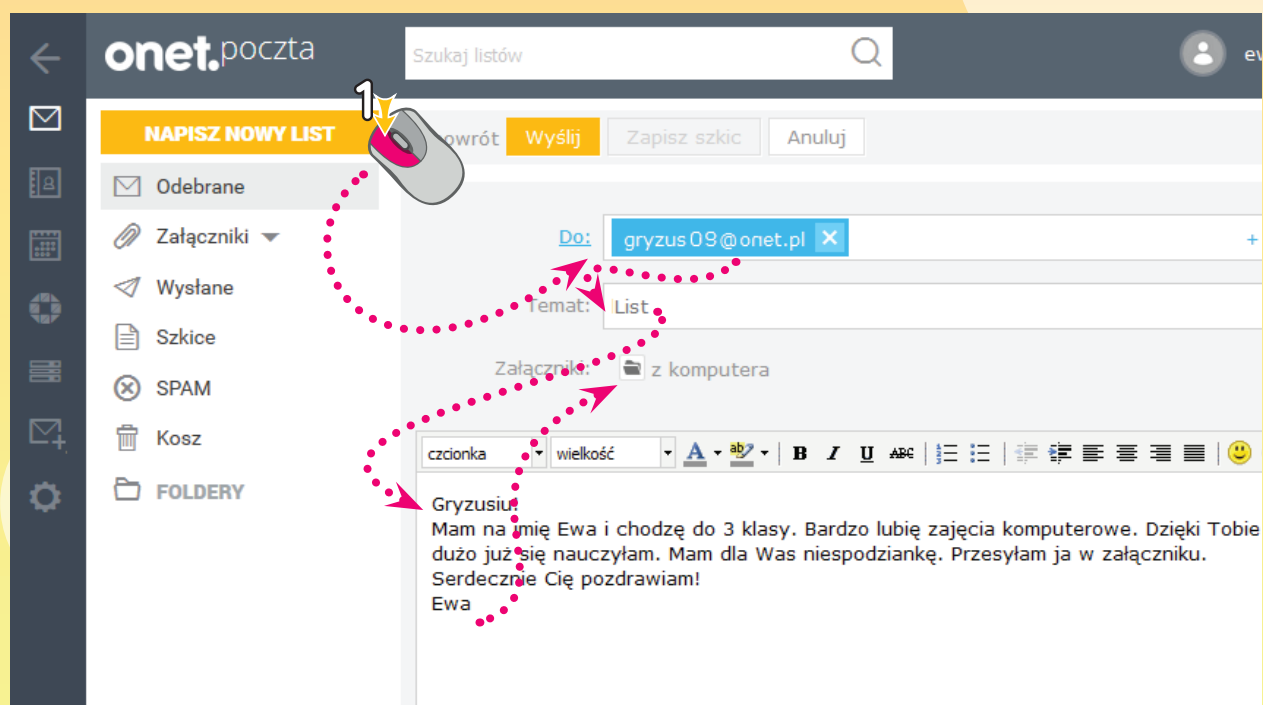 onet.poczta
Szukaj listów
ew
1
NAPISZ NOWY LIST
Wyślij
Zapisz szkic
Anuluj
Odebrane
Załączniki
Wysłane
Szkice
SPAM
Kosz
FOLDERY
Do: gryzus09@onet.pl
+
Temat: List
Załączniki: z komputera
czcionka wielkość A ab B I U ABC
Gryzusiu!
Mam na imię Ewa i chodzę do 3 klasy. Bardzo lubię zajęcia komputerowe. Dzięki Tobie
dużo już się nauczyłam. Mam dla Was niespodziankę. Przesyłam ja w załączniku.
Serdecznie Cię pozdrawiam!
Ewa